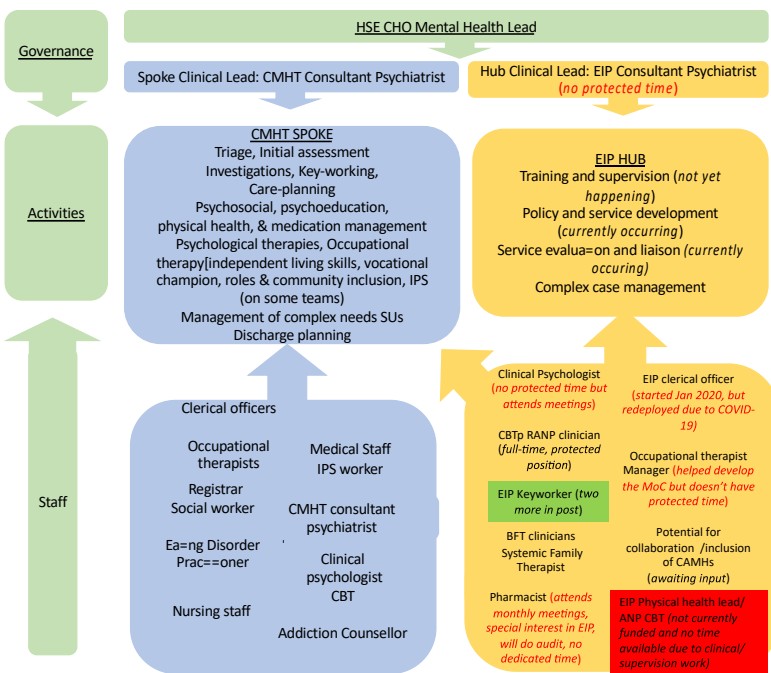 HSE CHO Mental Health Lead
Governance
Spoke Clinical Lead: CMHT Consultant Psychiatrist
Hub Clinical Lead: EIP Consultant Psychiatrist
(no protected time)
Activities
CMHT SPOKE
Triage, Initial assessment
Investigations, Key-working,
Care-planning
Psychosocial, psychoeducation,
physical health, & medication management
Psychological therapies, Occupational
therapy[independent living skills, vocational
champion, roles & community inclusion, IPS
(on some teams)
Management of complex needs SUs
Discharge planning
EIP HUB
Training and supervision (not yet
happening)
Policy and service development
(currently occurring)
Service evalua=on and liaison (currently
occuring)
Complex case management
Staff
Clerical officers
Occupational
therapists
Medical Staff
IPS worker
Registrar
Social worker
CMHT consultant
psychiatrist
Ea=ng Disorder
Prac==oner
Clinical
psychologist
CBT
Nursing staff
Addiction Counsellor
Clinical Psychologist
(no protected time but
attends meetings)
CBTp RANP clinician
(full-time, protected
position)
EIP Keyworker (two
more in post)
BFT clinicians
Systemic Family
Therapist
Pharmacist (attends
monthly meetings,
special interest in EIP,
will do audit, no
dedicated time)
EIP clerical officer
(started Jan 2020, but
redeployed due to COVID-
19)
Occupational therapist
Manager (helped develop
the MoC but doesn't have
protected time)
Potential for
collaboration /inclusion
of CAMHs
(awaiting input)
EIP Physical health lead/
ANP CBT (not currently
funded and no time
available due to clinical/
supervision work)